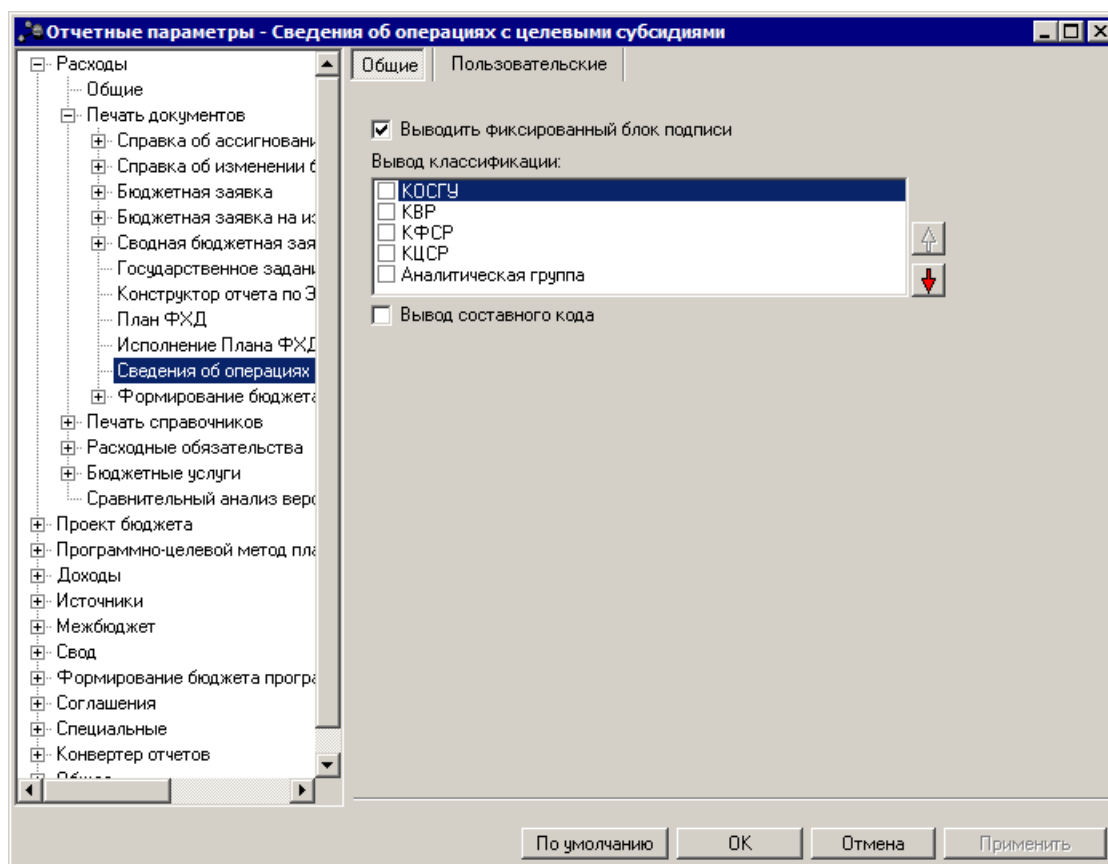 Отчетные параметры - Сведения об операциях с целевыми субсидиями
Расходы
Общие
Печать документов
Справка об ассигновани
Справка об изменении б
Бюджетная заявка
Бюджетная заявка на из
Сводная бюджетная зая
Государственное задани
Конструктор отчета по Э
План ФХД
Исполнение Плана ФХД
Сведения об операциях
Формирование бюджета
Печать справочников
Расходные обязательства
Бюджетные услуги
Сравнительный анализ верс
Проект бюджета
Программно-целевой метод пла
Доходы
Источники
Межбюджет
Свод
Формирование бюджета програ
Соглашения
Специальные
Конвертер отчетов
Общие
Пользовательские
Выводить фиксированный блок подписи
Вывод классификации:
КОСГУ
КВР
КФСР
КЦСР
Аналитическая группа
Вывод составного кода
По умолчанию
ОК
Отмена
Применить